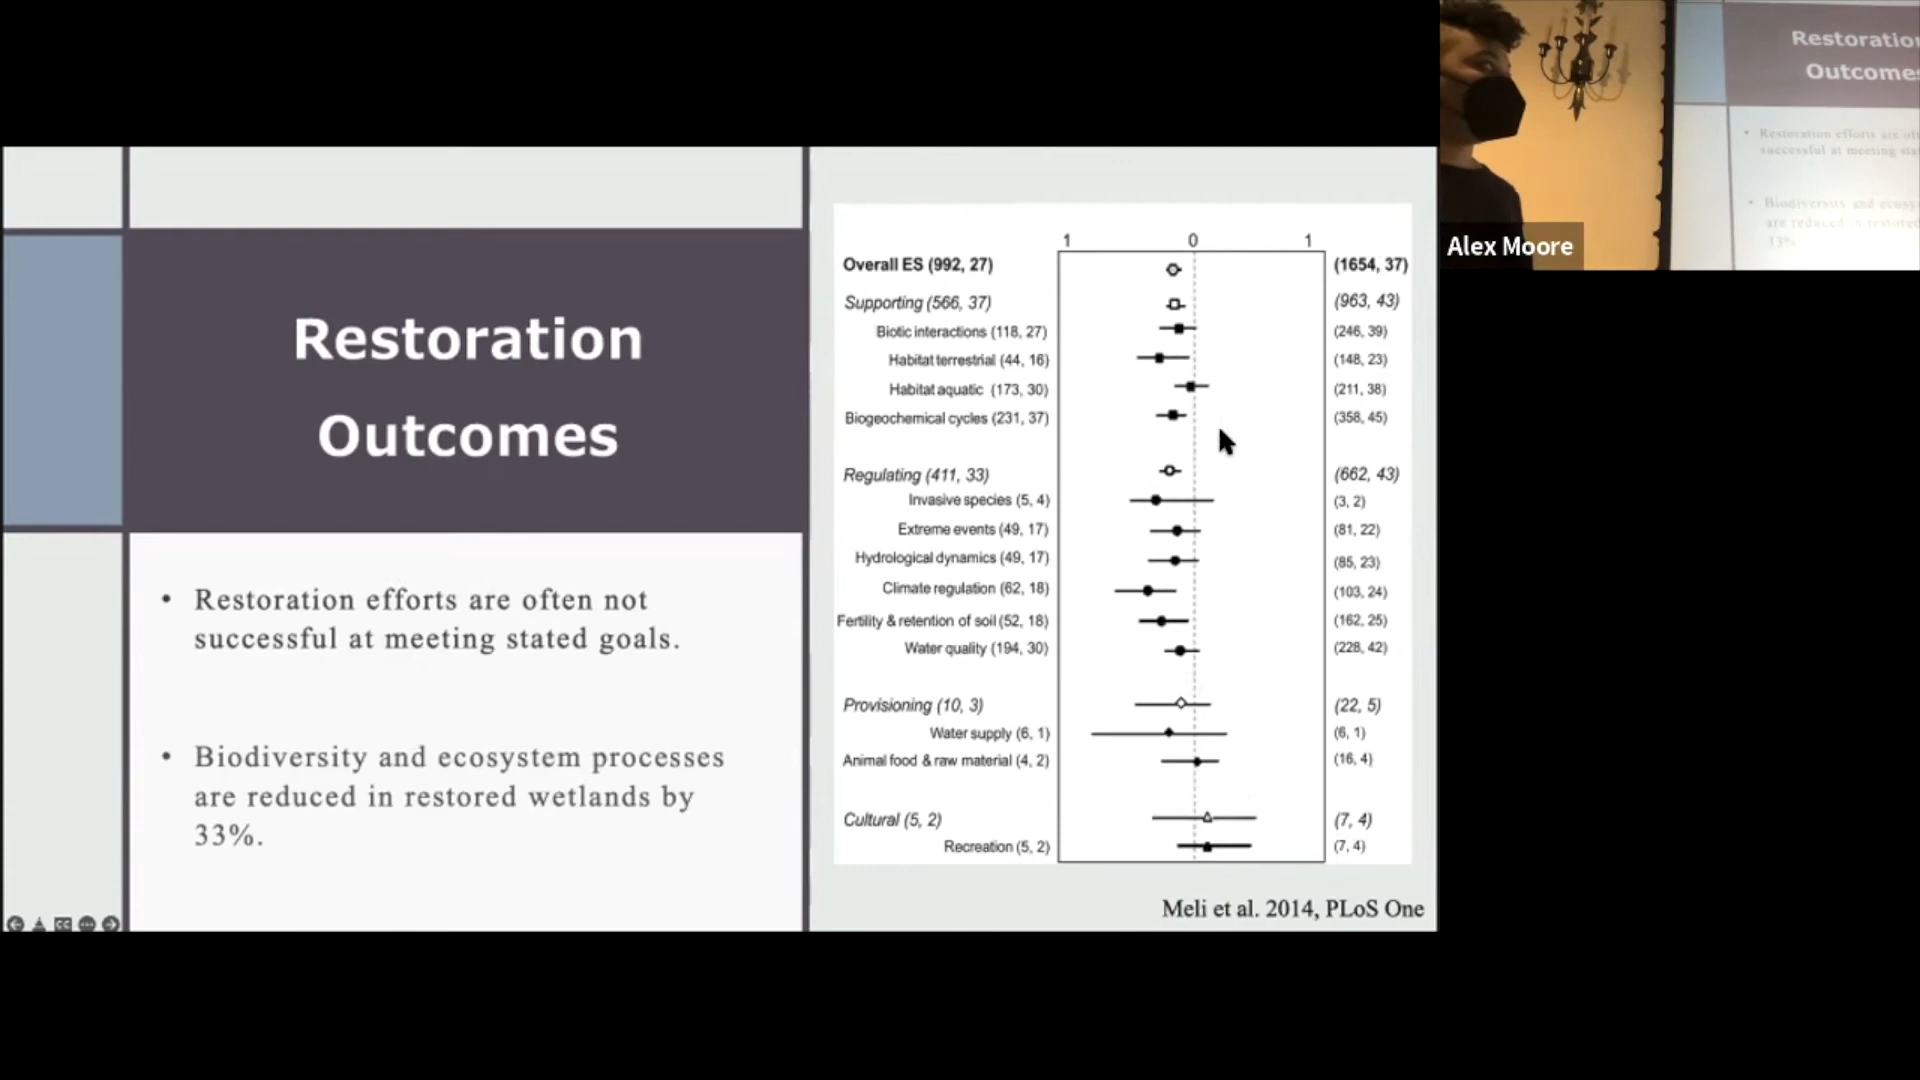 Restoration
Outcomes
• Restoration efforts are often not
successful at meeting stated goals.
• Biodiversity and ecosystem processes
are reduced in restored wetlands by
33%.
1 0 1
Overall ES (992, 27) (1654, 37)
Supporting (566, 37) (963, 43)
Biotic interactions (118, 27) (246, 39)
Habitat terrestrial (44, 16) (148, 23)
Habitat aquatic (173, 30) (211, 38)
Biogeochemical cycles (231, 37) (358, 45)
Regulating (411, 33) (662, 43)
Invasive species (5, 4) (3, 2)
Extreme events (49, 17) (81, 22)
Hydrological dynamics (49, 17) (85, 23)
Climate regulation (62, 18) (103, 24)
Fertility & retention of soil (52, 18) (162, 25)
Water quality (194, 30) (228, 42)
Provisioning (10, 3) (22, 5)
Water supply (6, 1) (6, 1)
Animal food & raw material (4, 2) (16, 4)
Cultural (5, 2) (7, 4)
Recreation (5, 2) (7, 4)
Meli et al. 2014, PLoS One
Restoration
Outcomes
• Restoration efforts are
successful at meeting
• Biodiversity and
are reduced in restored
33%
Alex Moore